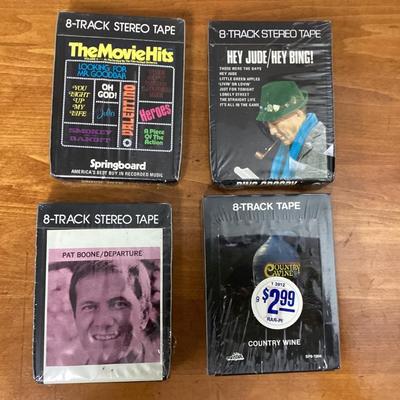 8-TRACK STEREO TAPE
The Movie Hits
LOOKING FOR
MR. GOODBAR
YOU
LIGHT
UP
MY
LIFE
OH
GOD!
Julia
VALENTINO
Heroes
SMOKEY
BANDIT
A Piece
Of The
Action
Springboard
AMERICA'S BEST BUY IN RECORDED MUSIC
8-TRACK STEREO TAPE
HEY JUDE/HEY BING!
THOSE WERE THE DAYS
HEY JUDE
LITTLE GREEN APPLES
LIVIN' OR LOVIN'
JUST FOR TONIGHT
LONELY STREET
THE STRAIGHT LIFE
IT'S ALL IN THE GAME
BING CROSBY
8-TRACK STEREO TAPE
PAT BOONE/DEPARTURE
8-TRACK TAPE
COUNTRY
WINE
$2.99
COUNTRY WINE